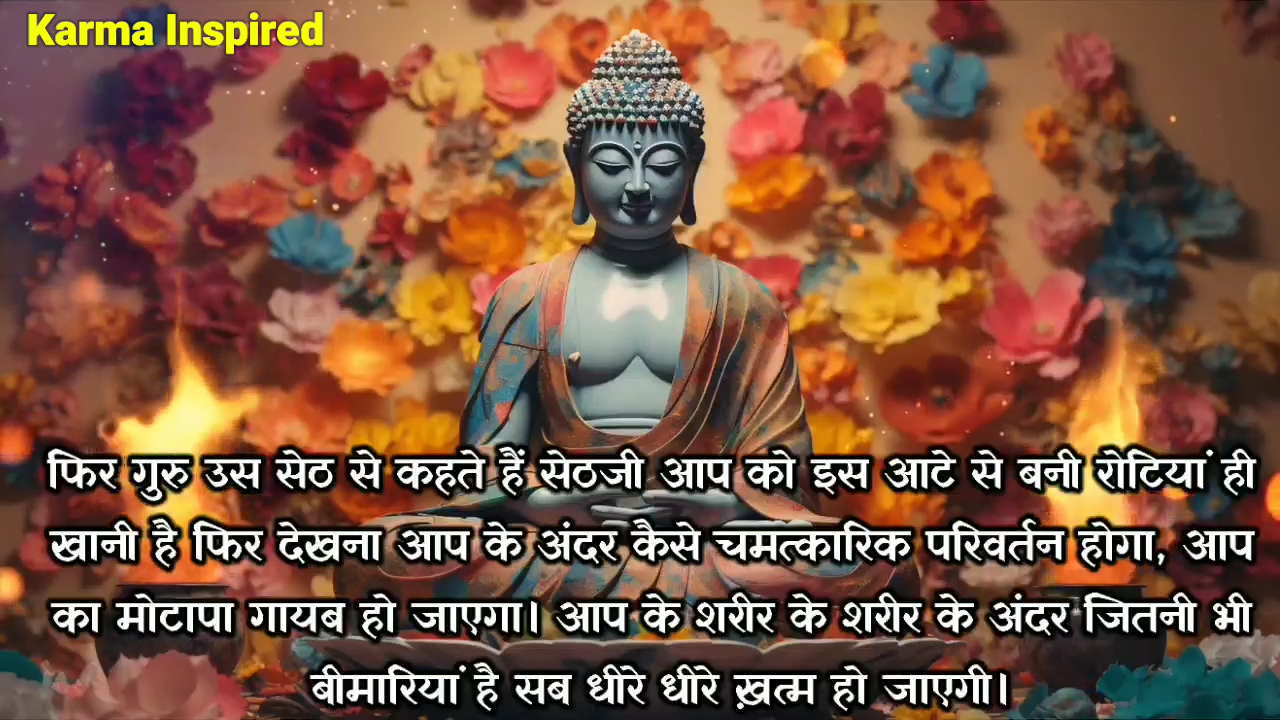 Karma Inspired
फिर गुरु उस सेठ से कहते हैं सेठजी आप को इस आटे से बनी रोटियां ही
खानी है फिर देखना आप के अंदर कैसे चमत्कारिक परिवर्तन होगा, आप
का मोटापा गायब हो जाएगा। आप के शरीर के शरीर के अंदर जितनी भी
बीमारियां है सब धीरे धीरे ख़त्म हो जाएगी।